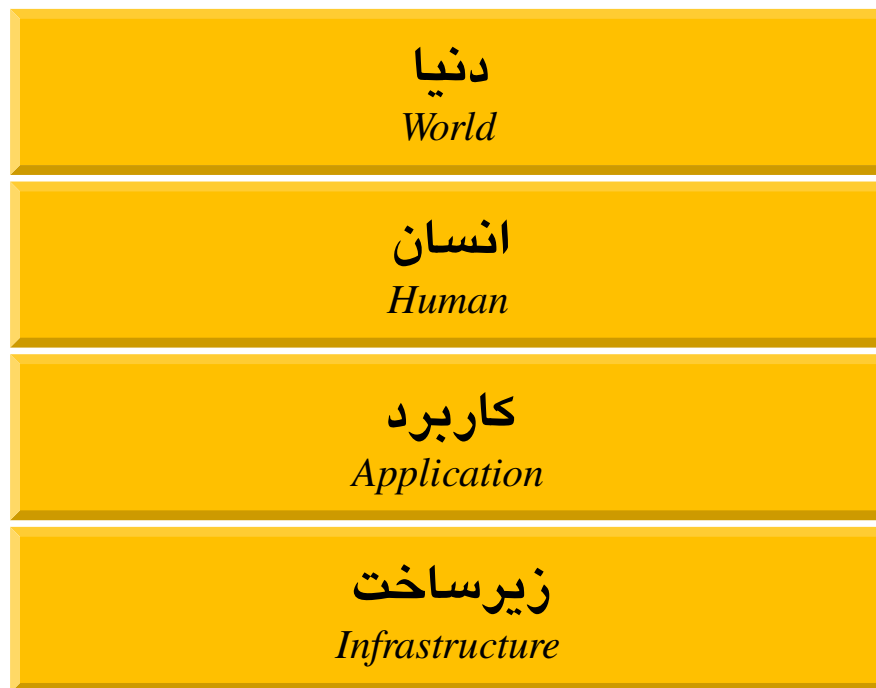 دنیا
World
انسان
Human
کاربرد
Application
زیرساخت
Infrastructure